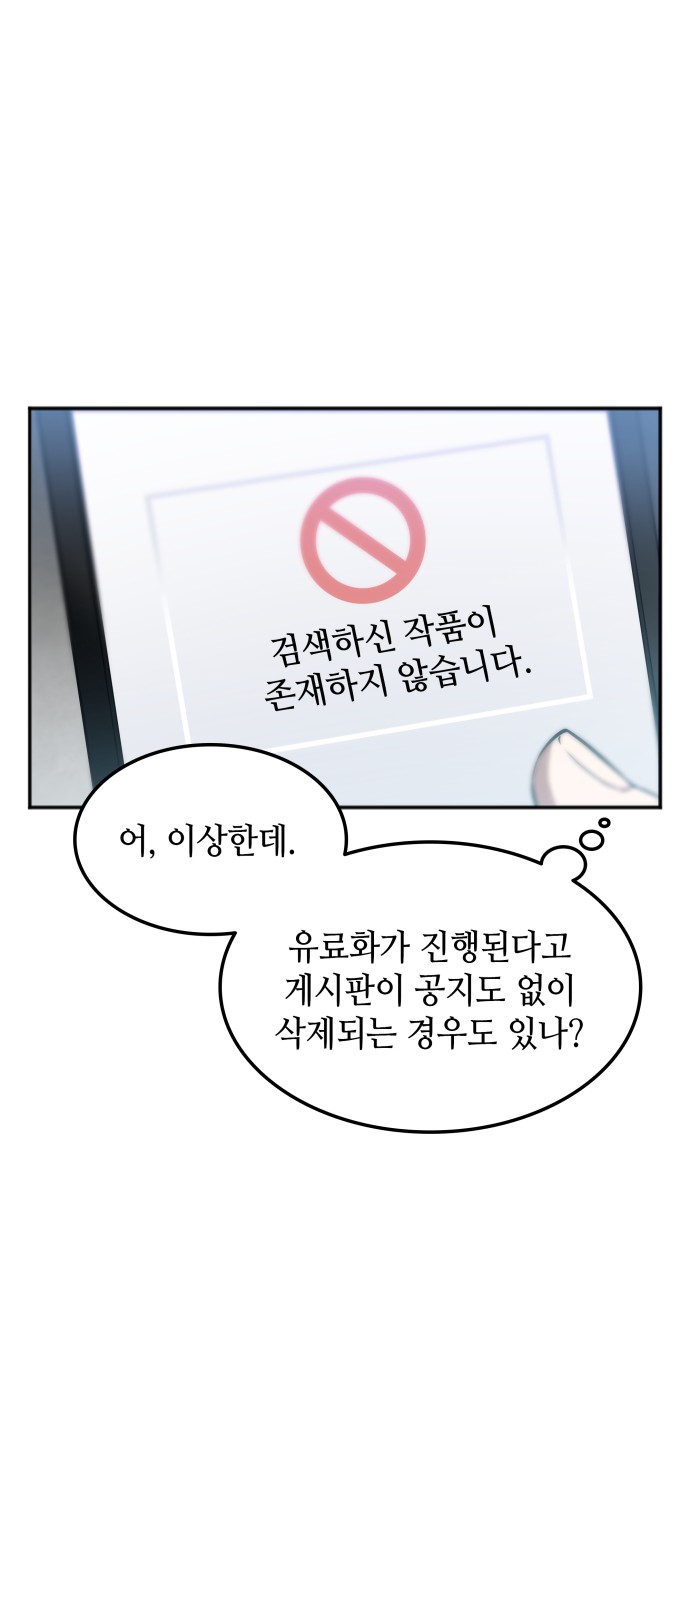 검색하신 작품이
존재하지 않습니다.
어, 이상한데.
유료화가 진행된다고
게시판이 공지도 없이
삭제되는 경우도 있나?